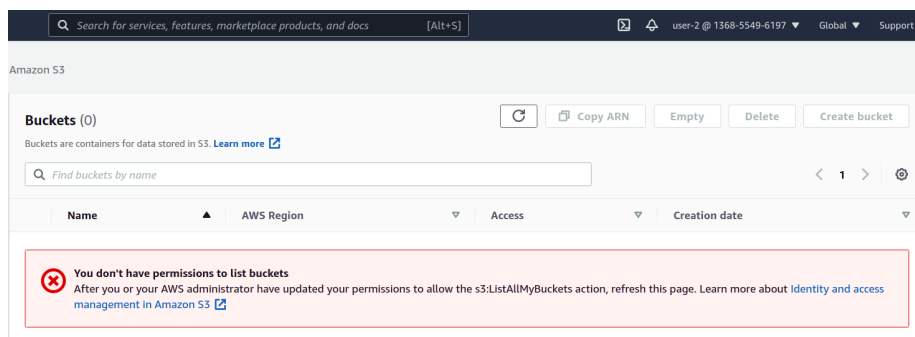 Search for services, features, marketplace products, and docs [Alt+S] user-2 @ 1368-5549-6197 ▼ Global ▼ Support
Amazon S3
Buckets (0) Copy ARN Empty Delete Create bucket
Buckets are containers for data stored in S3. Learn more
Find buckets by name 1
Name AWS Region Access Creation date
You don't have permissions to list buckets
After you or your AWS administrator have updated your permissions to allow the s3:ListAllMyBuckets action, refresh this page. Learn more about Identity and access
management in Amazon S3